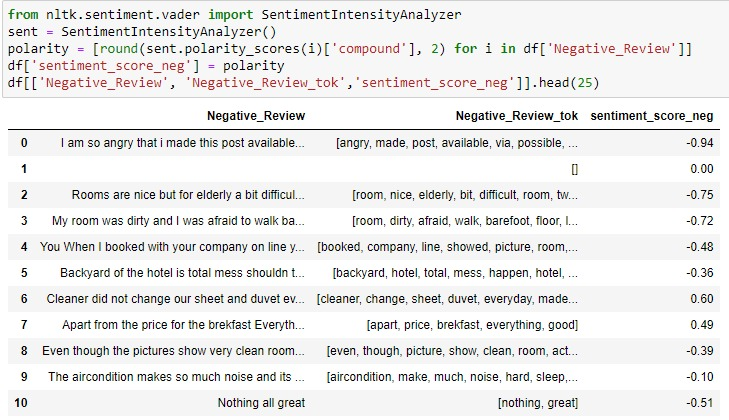 from nltk.sentiment.vader import SentimentIntensityAnalyzer
sent = SentimentIntensityAnalyzer()
polarity = [round(sent.polarity_scores(i)['compound'], 2) for i in df['Negative_Review']]
df['sentiment_score_neg'] = polarity
df[['Negative_Review', 'Negative_Review_tok','sentiment_score_neg']].head(25)
Negative_Review Negative_Review_tok sentiment_score_neg
0 I am so angry that i made this post available... [angry, made, post, available, via, possible, ... -0.94
1 [] 0.00
2 Rooms are nice but for elderly a bit difficul... [room, nice, elderly, bit, difficult, room, tw... -0.75
3 My room was dirty and I was afraid to walk ba... [room, dirty, afraid, walk, barefoot, floor, l... -0.72
4 You When I booked with your company on line y... [booked, company, line, showed, picture, room,... -0.48
5 Backyard of the hotel is total mess shouldn t... [backyard, hotel, total, mess, happen, hotel, ... -0.36
6 Cleaner did not change our sheet and duvet ev... [cleaner, change, sheet, duvet, everyday, made... 0.60
7 Apart from the price for the brekfast Everyth... [apart, price, brekfast, everything, good] 0.49
8 Even though the pictures show very clean room... [even, though, picture, show, clean, room, act... -0.39
9 The aircondition makes so much noise and its ... [aircondition, make, much, noise, hard, sleep,... -0.10
10 Nothing all great [nothing, great] -0.51